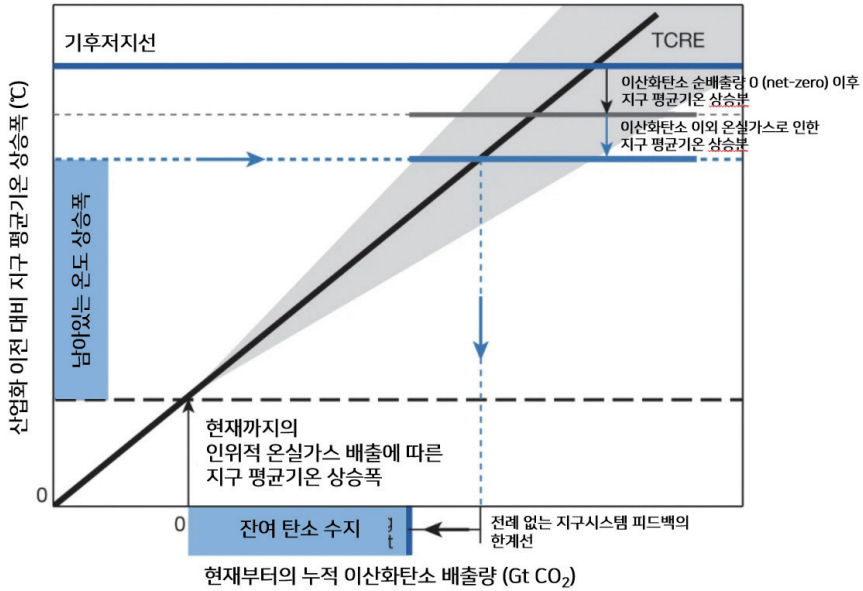 기후저지선
TCRE
이산화탄소 순배출량 0 (net-zero) 이후
지구 평균기온 상승분
이산화탄소 이외 온실가스로 인한
지구 평균기온 상승분
산업화 이전 대비 지구 평균기온 상승폭 (℃)
남아있는 온도 상승폭
현재까지의
인위적 온실가스 배출에 따른
지구 평균기온 상승폭
0
0
잔여 탄소 수지
전례 없는 지구시스템 피드백의
한계선
현재부터의 누적 이산화탄소 배출량 (Gt CO₂)